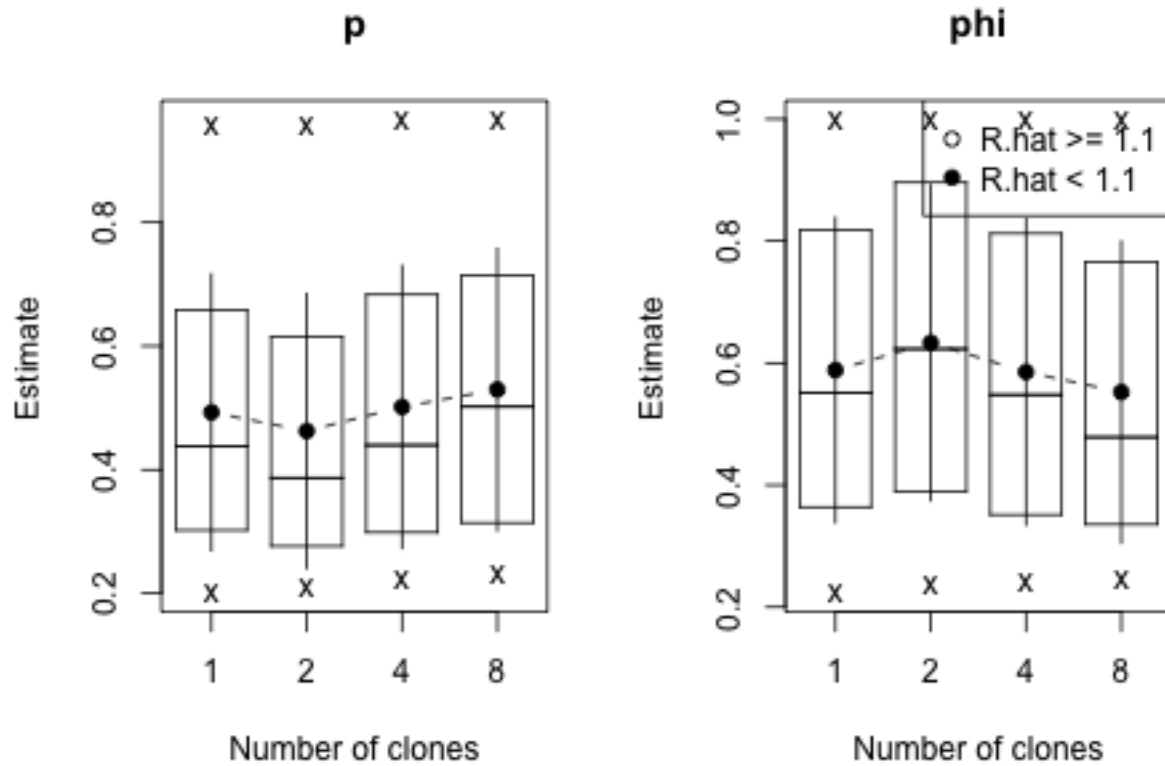 p
Estimate
0.8
0.6
0.4
0.2
x x x x
x x x x
1 2 4 8
Number of clones
phi
Estimate
1.0
0.8
0.6
0.4
0.2
x x x x
R.hat >= 1.1
R.hat < 1.1
x x x x
1 2 4 8
Number of clones